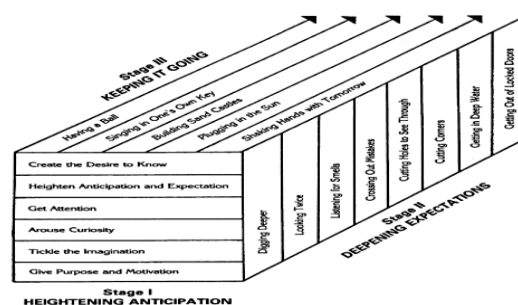 Stage III
KEEPING IT GOING
Having a Ball
Singing in One's Own Key
Building Sand Castles
Plugging in the Sun
Shaking Hands with Tomorrow
Create the Desire to Know
Heighten Anticipation and Expectation
Get Attention
Arouse Curiosity
Tickle the Imagination
Give Purpose and Motivation
Stage I
HEIGHTENING ANTICIPATION
Digging Deeper
Looking Twice
Listening for Smells
Crossing Out Mistakes
Cutting Holes to See Through
Cutting Corners
Getting in Deep Water
Getting Out of Locked Doors
Stage II
DEEPENING EXPECTATIONS